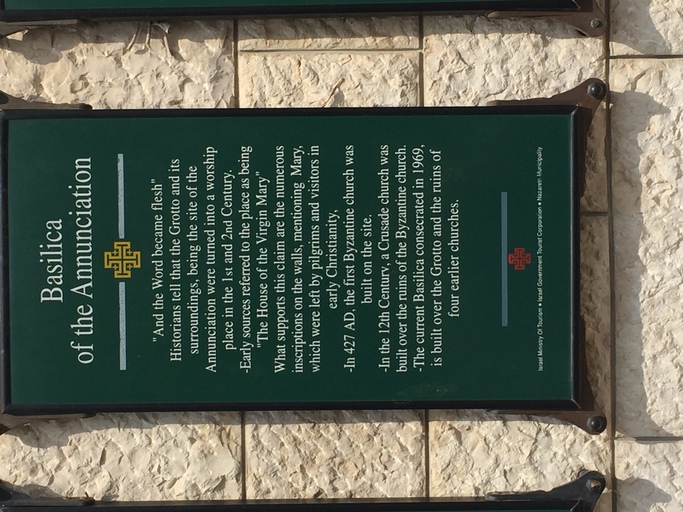 Basilica
of the Annunciation
"And the Word became flesh"
Historians tell that the Grotto and its
surroundings, being the site of the
Annunciation were turned into a worship
place in the 1st and 2nd Century.
-Early sources referred to the place as being
"The House of the Virgin Mary"
What supports this claim are the numerous
inscriptions on the walls, mentioning Mary,
which were left by pilgrims and visitors in
early Christianity,
-In 427 AD, the first Byzantine church was
built on the site.
-In the 12th Century, a Crusade church was
built over the ruins of the Byzantine church.
-The current Basilica consecrated in 1969,
is built over the Grotto and the ruins of
four earlier churches.
Israel Ministry Of Tourism • Israel Government Tourist Corporation • Nazareth Municipality